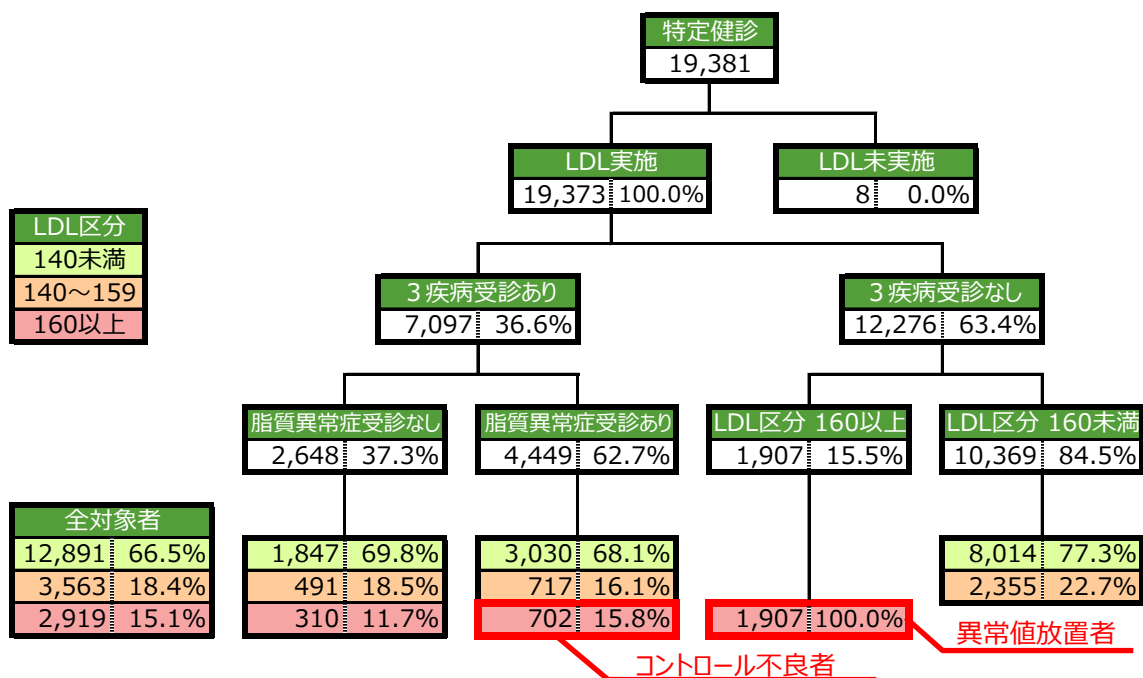 特定健診
19,381
LDL実施
19,373 100.0%
LDL未実施
8 0.0%
LDL区分
140未満
140～159
160以上
３疾病受診あり
7,097 36.6%
３疾病受診なし
12,276 63.4%
脂質異常症受診なし
2,648 37.3%
脂質異常症受診あり
4,449 62.7%
LDL区分 160以上
1,907 15.5%
LDL区分 160未満
10,369 84.5%
全対象者
12,891 66.5%
3,563 18.4%
2,919 15.1%
1,847 69.8%
491 18.5%
310 11.7%
3,030 68.1%
717 16.1%
702 15.8%
1,907 100.0%
8,014 77.3%
2,355 22.7%
異常値放置者
コントロール不良者